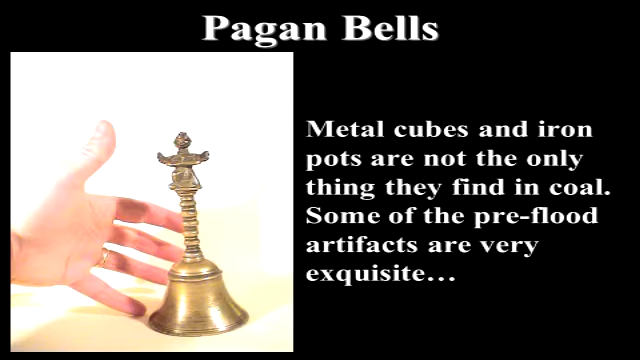 Pagan Bells
Metal cubes and iron
pots are not the only
thing they find in coal.
Some of the pre-flood
artifacts are very
exquisite…